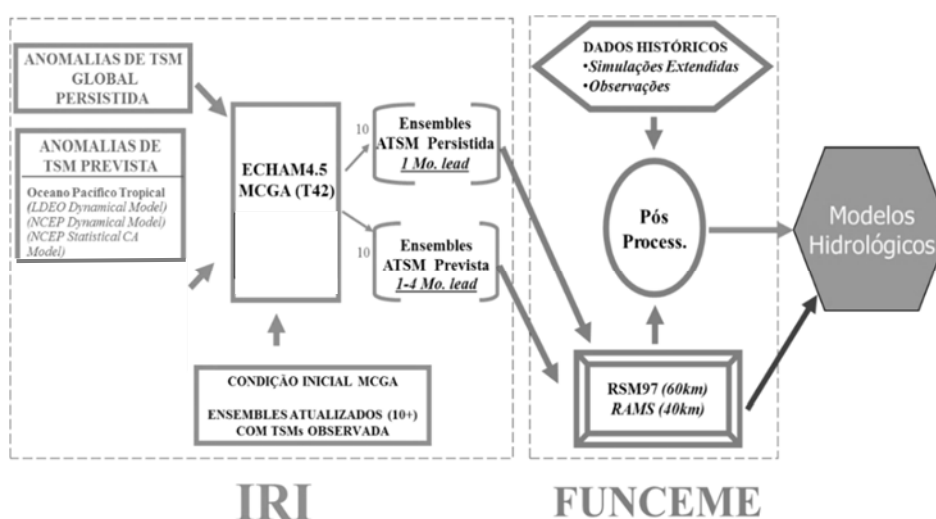 ANOMALIAS DE TSM
GLOBAL
PERSISTIDA
ANOMALIAS DE
TSM PREVISTA
Oceano Pacífico Tropical
(LDEO Dynamical Model)
(NCEP Dynamical Model)
(NCEP Statistical CA
Model)
ECHAM4.5
MCGA (T42)
10
Ensembles
ATSM Persistida
1 Mo. lead
10
Ensembles
ATSM Prevista
1-4 Mo. lead
CONDIÇÃO INICIAL MCGA
ENSEMBLES ATUALIZADOS (10+)
COM TSMs OBSERVADA
IRI
DADOS HISTÓRICOS
•Simulações Extendidas
•Observações
Pós
Process.
RSM97 (60km)
RAMS (40km)
FUNCEME
Modelos
Hidrológicos